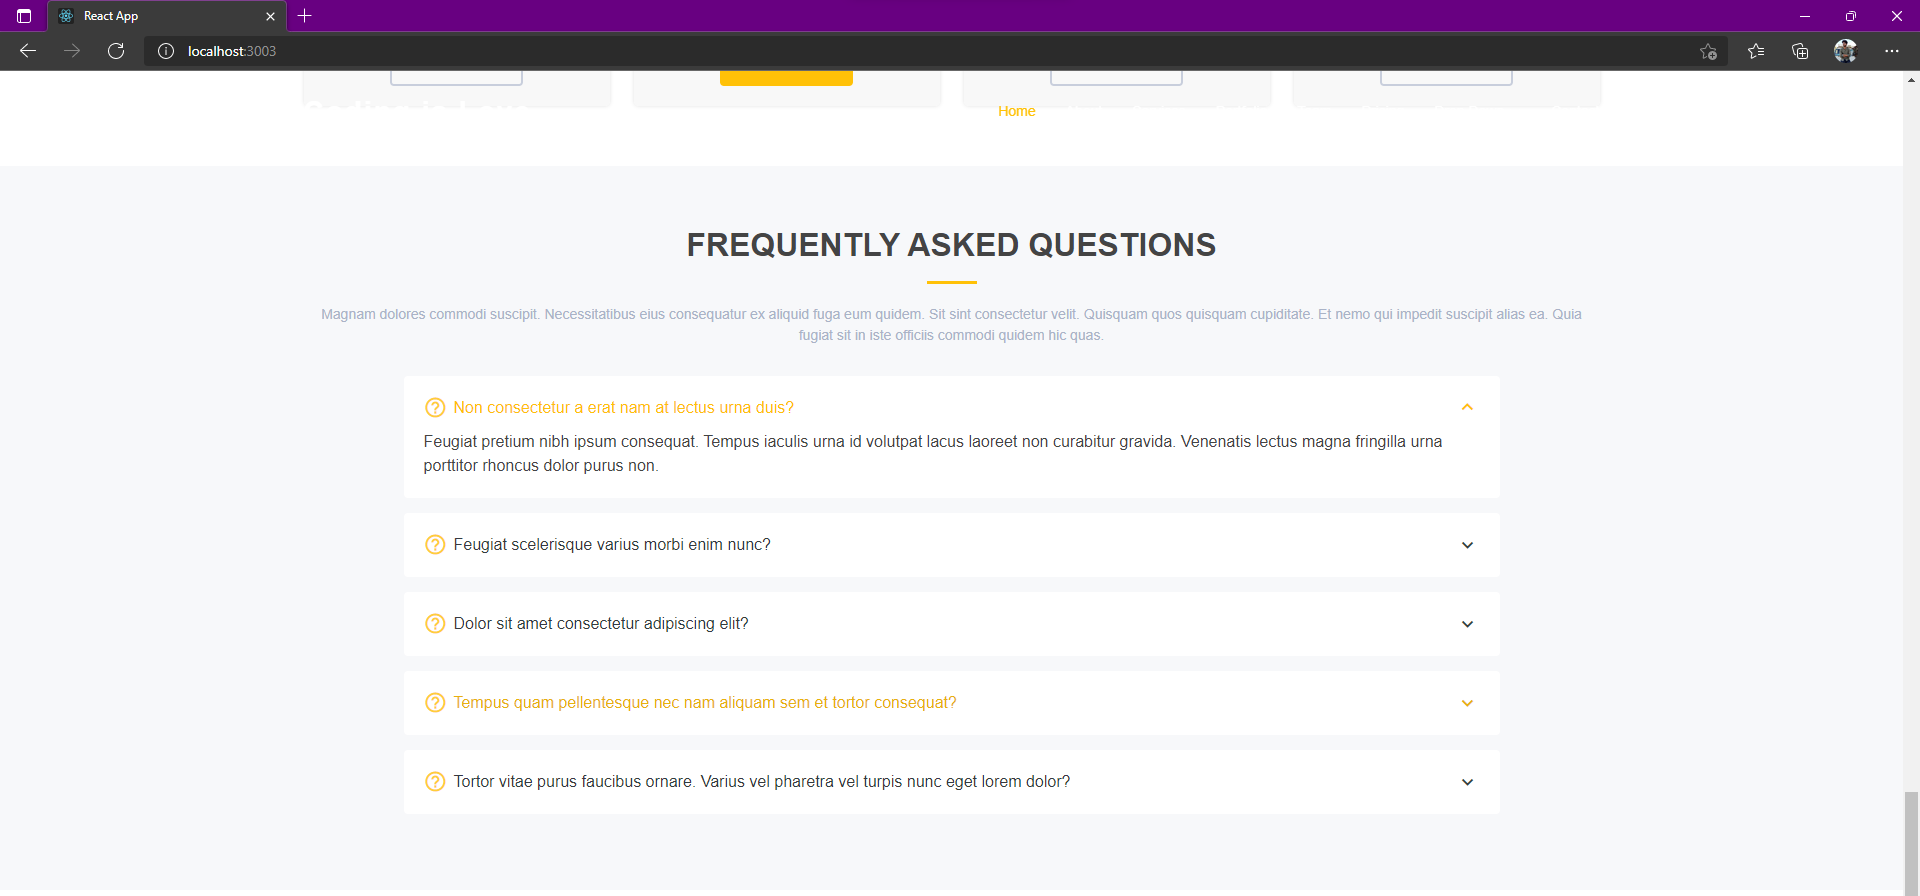 React App
localhost:3003
Coding is Love
Home
FREQUENTLY ASKED QUESTIONS
Magnam dolores commodi suscipit. Necessitatibus eius consequatur ex aliquid fuga eum quidem. Sit sint consectetur velit. Quisquam quos quisquam cupiditate. Et nemo qui impedit suscipit alias ea. Quia
fugiat sit in iste officiis commodi quidem hic quas.
Non consectetur a erat nam at lectus urna duis?
Feugiat pretium nibh ipsum consequat. Tempus iaculis urna id volutpat lacus laoreet non curabitur gravida. Venenatis lectus magna fringilla urna
porttitor rhoncus dolor purus non.
Feugiat scelerisque varius morbi enim nunc?
Dolor sit amet consectetur adipiscing elit?
Tempus quam pellentesque nec nam aliquam sem et tortor consequat?
Tortor vitae purus faucibus ornare. Varius vel pharetra vel turpis nunc eget lorem dolor?